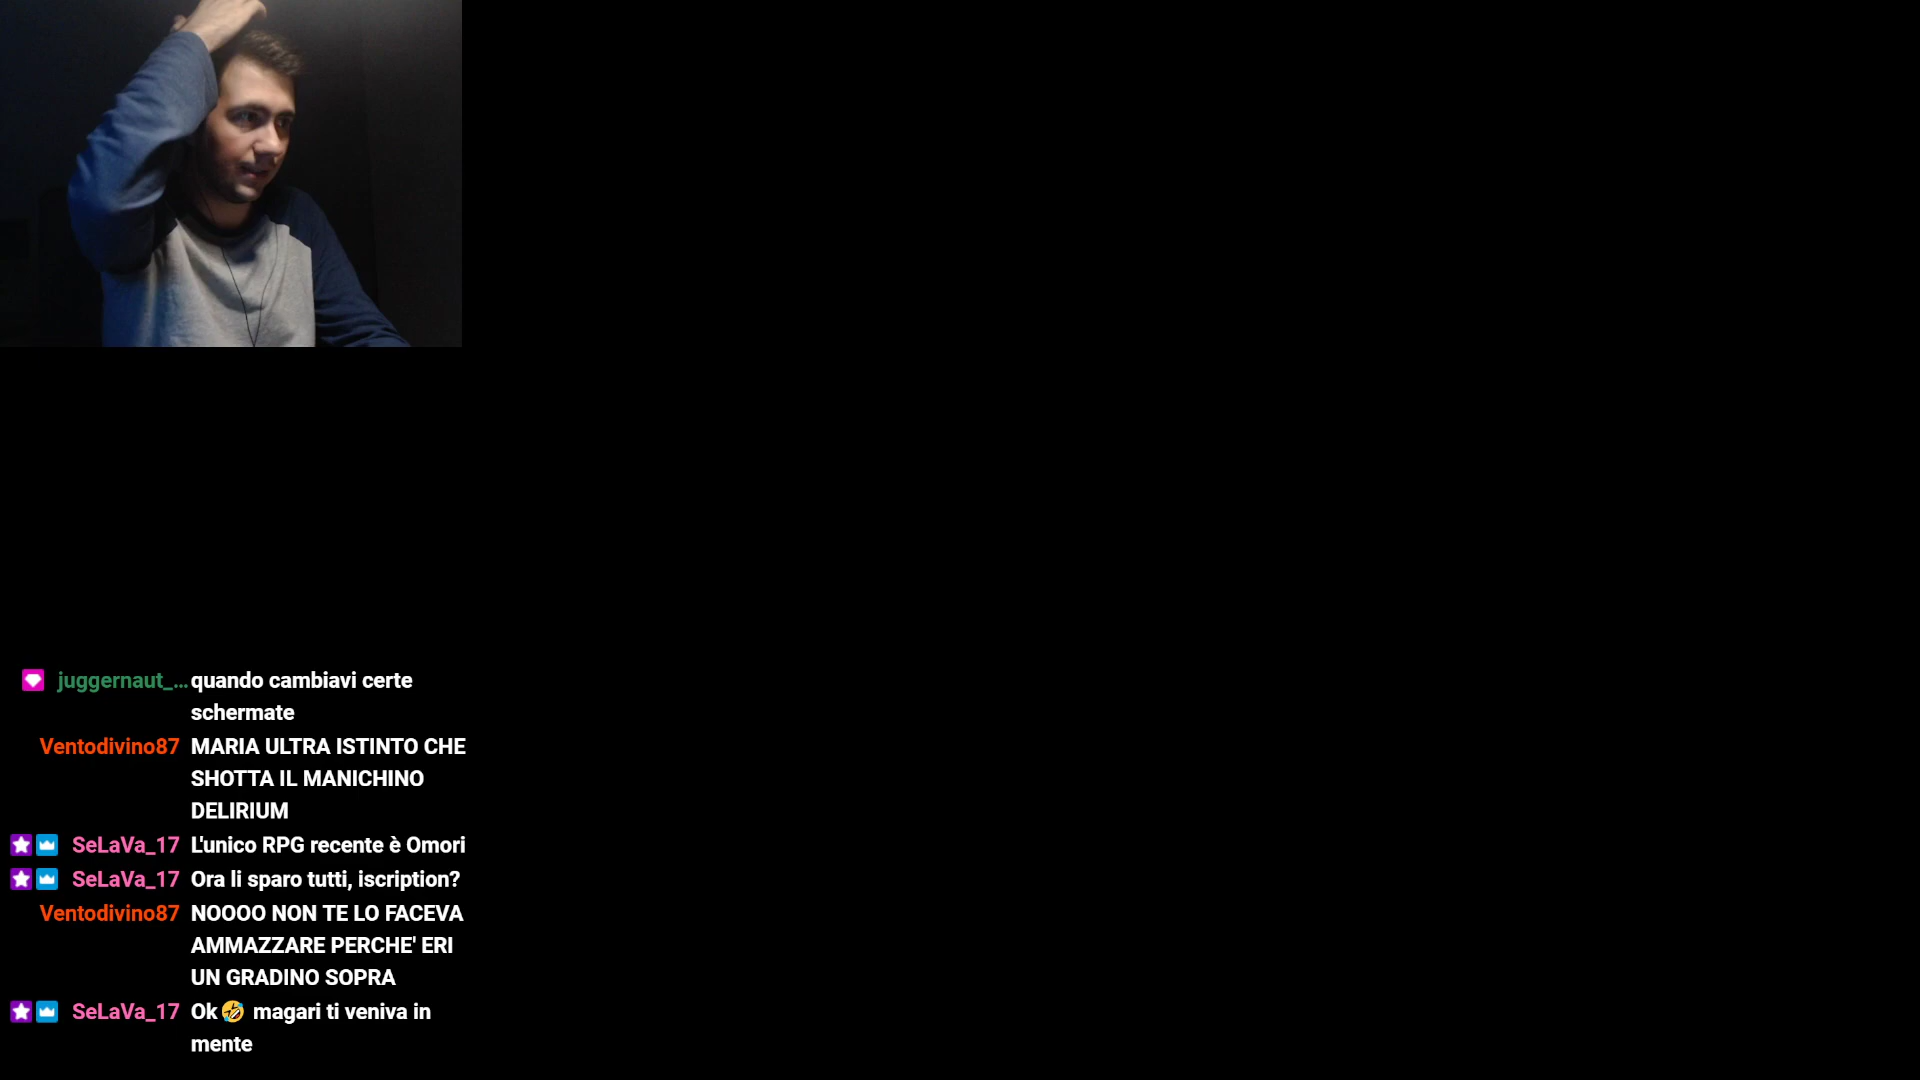 juggernaut_... quando cambiavi certe
schermate
Ventodivino87 MARIA ULTRA ISTINTO CHE
SHOTTA IL MANICHINO
DELIRIUM
SeLaVa_17 L'unico RPG recente è Omori
SeLaVa_17 Ora li sparo tutti, iscription?
Ventodivino87 NOOOO NON TE LO FACEVA
AMMAZZARE PERCHE' ERI
UN GRADINO SOPRA
SeLaVa_17 Ok🤣 magari ti veniva in
mente